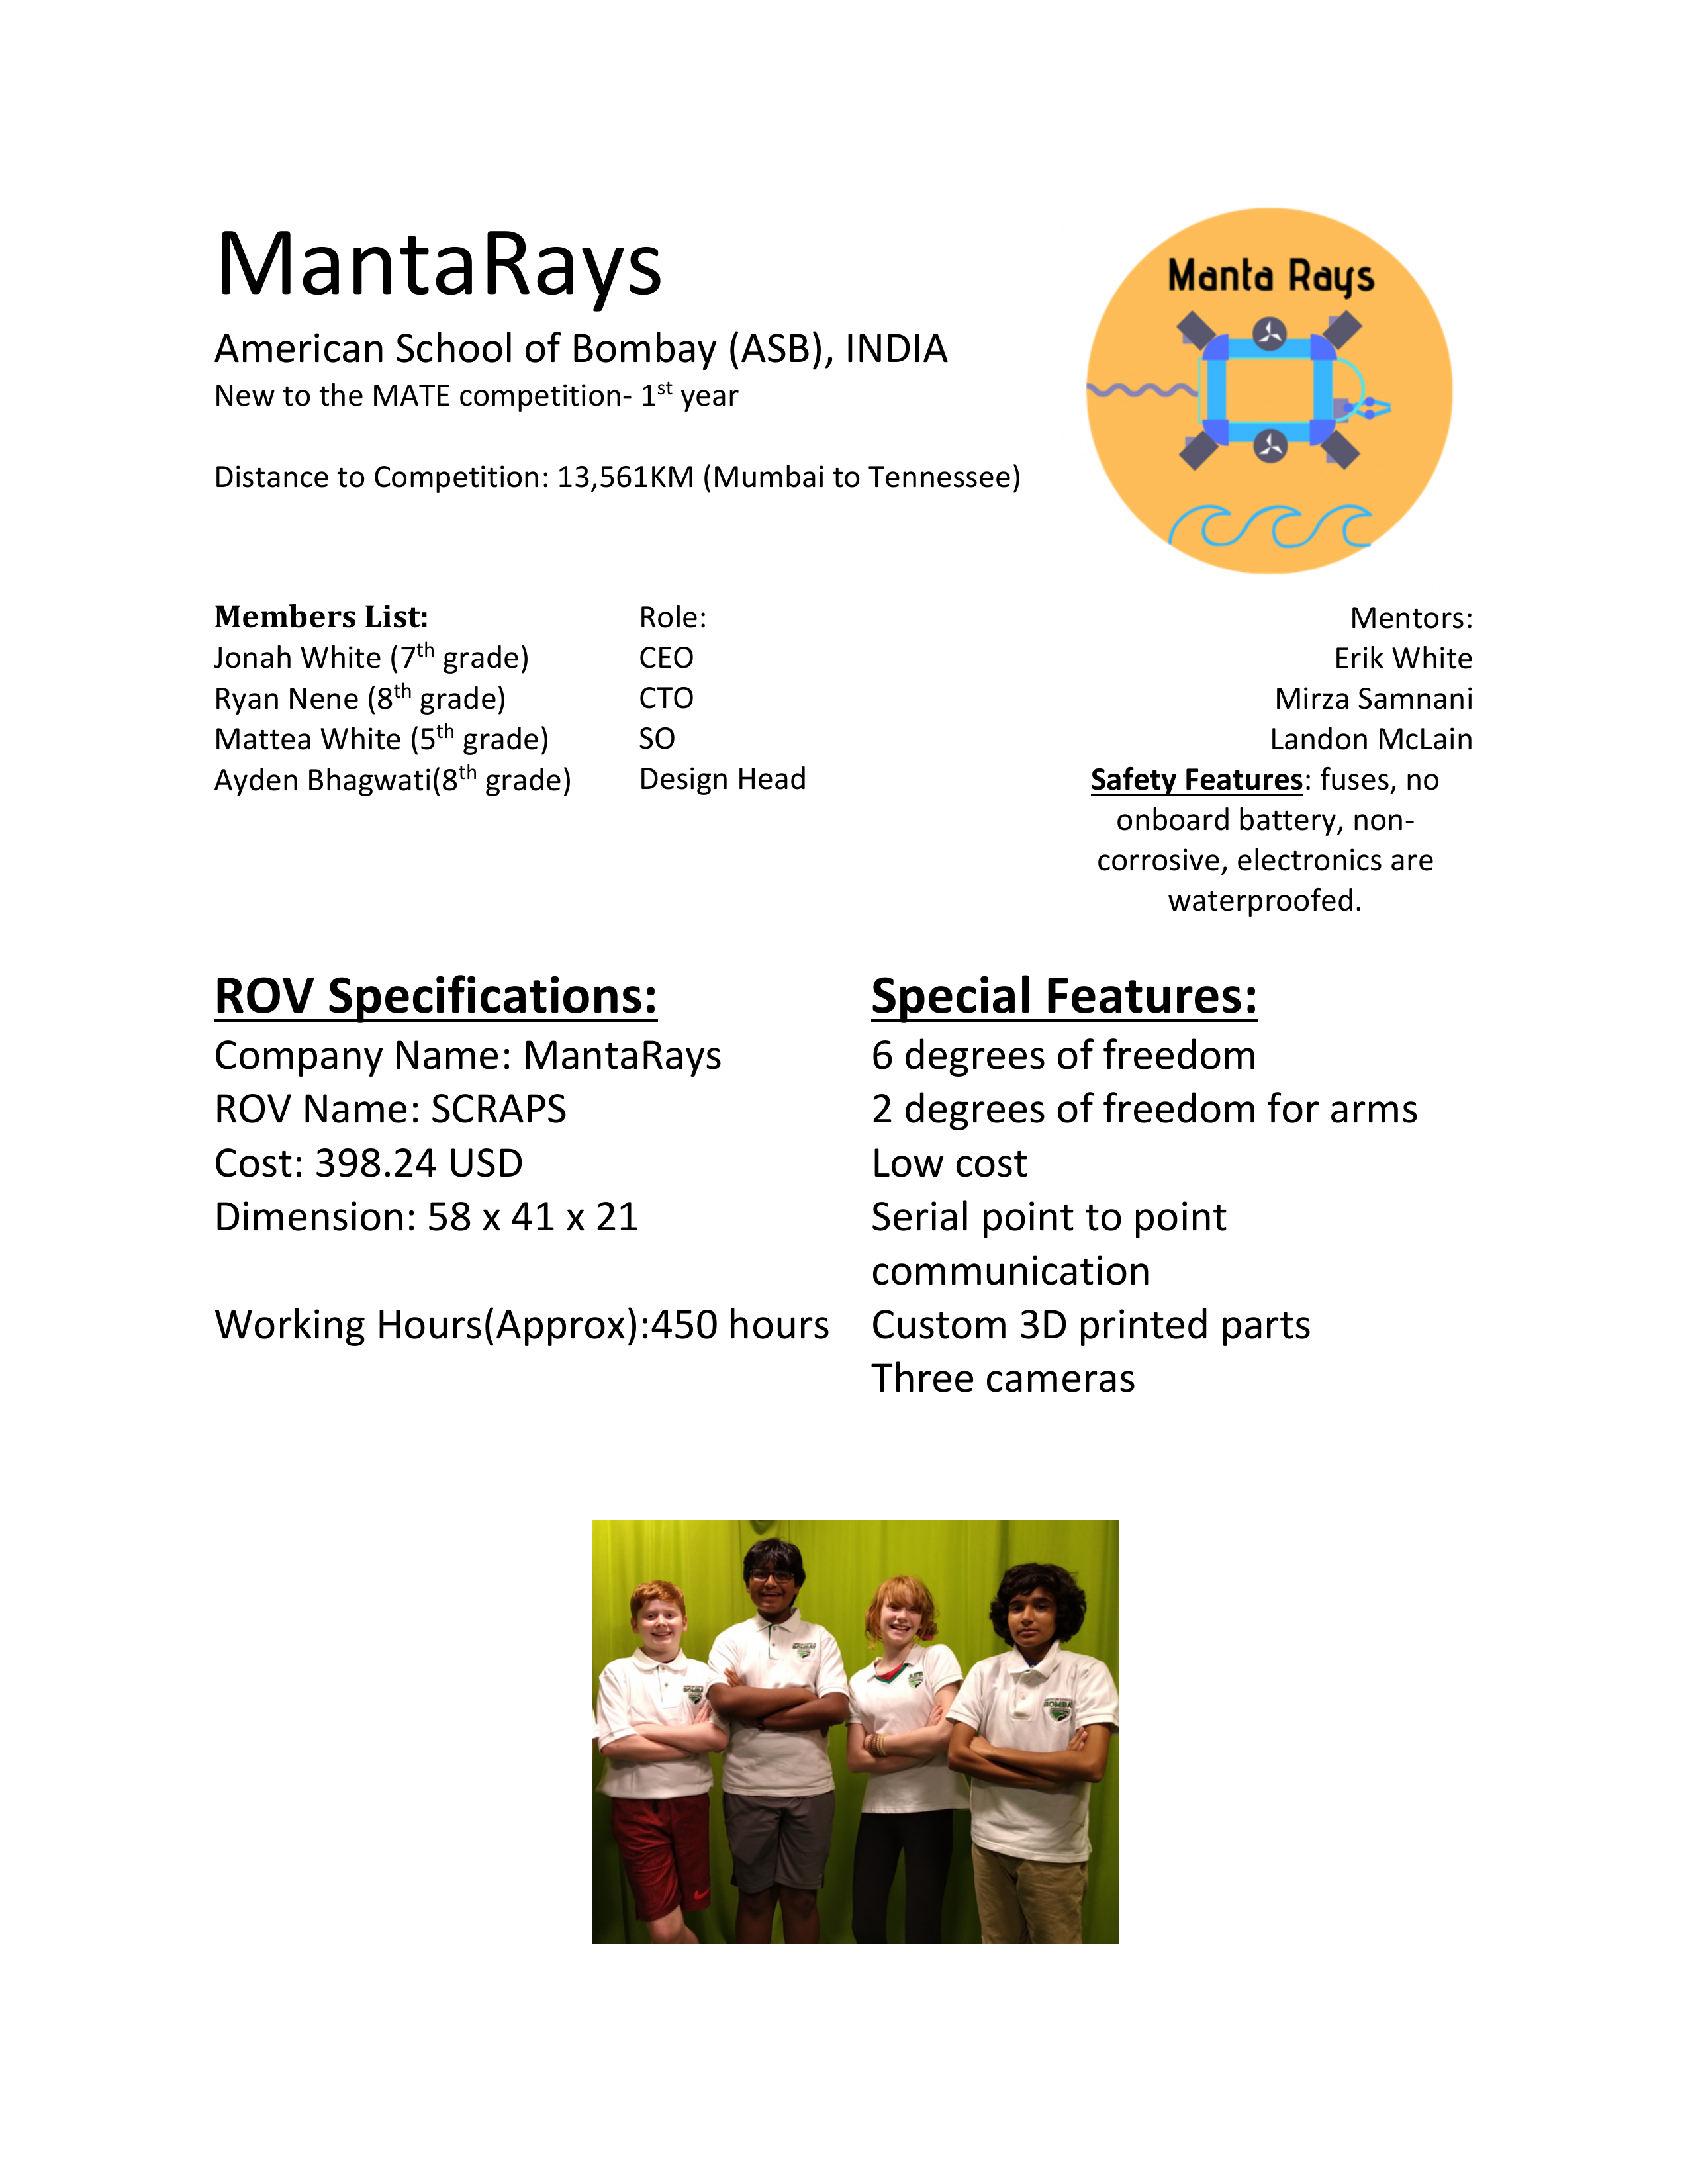 MantaRays
American School of Bombay (ASB), INDIA
New to the MATE competition- 1st year
Distance to Competition: 13,561KM (Mumbai to Tennessee)
Manta Rays
Members List:
Jonah White (7th grade)
Ryan Nene (8th grade)
Mattea White (5th grade)
Ayden Bhagwati(8th grade)
Role:
CEO
CTO
SO
Design Head
Mentors:
Erik White
Mirza Samnani
Landon McLain
Safety Features: fuses, no
onboard battery, non-
corrosive, electronics are
waterproofed.
ROV Specifications:
Company Name: MantaRays
ROV Name: SCRAPS
Cost: 398.24 USD
Dimension: 58 x 41 x 21
Working Hours(Approx):450 hours
Special Features:
6 degrees of freedom
2 degrees of freedom for arms
Low cost
Serial point to point
communication
Custom 3D printed parts
Three cameras